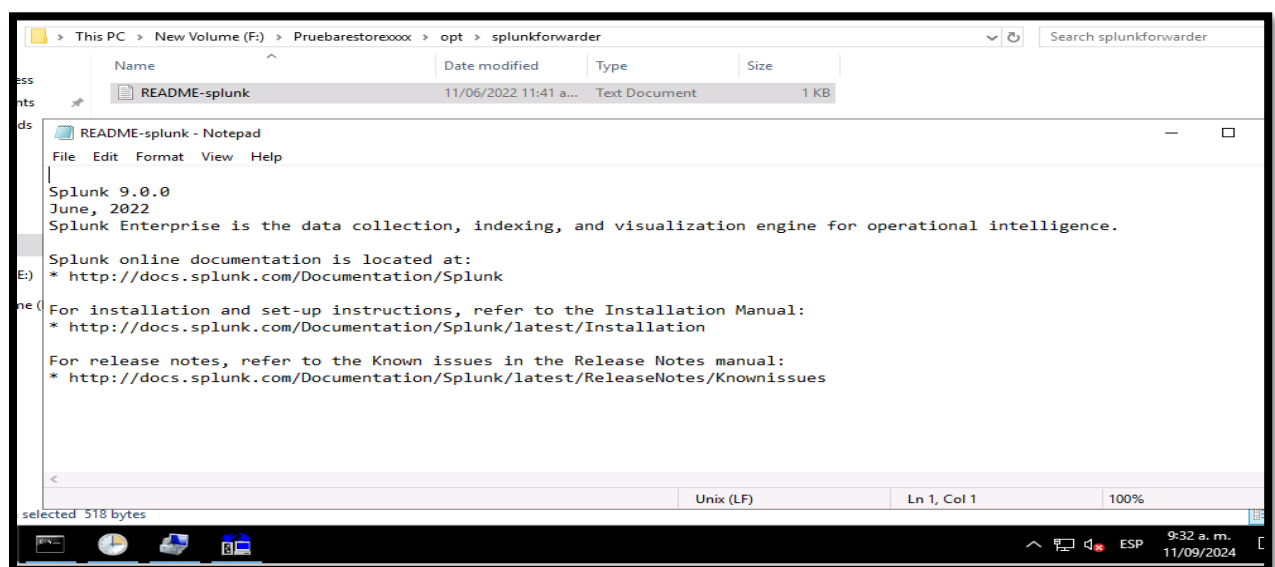 This PC > New Volume (F:) > Pruebarestorexxxx > opt > splunkforwarder
Search splunkforwarder
Name Date modified Type Size
README-splunk 11/06/2022 11:41 a... Text Document 1 KB
ess
nts
ds
E:)
me (
README-splunk - Notepad
File Edit Format View Help
Splunk 9.0.0
June, 2022
Splunk Enterprise is the data collection, indexing, and visualization engine for operational intelligence.
Splunk online documentation is located at:
* http://docs.splunk.com/Documentation/Splunk
For installation and set-up instructions, refer to the Installation Manual:
* http://docs.splunk.com/Documentation/Splunk/latest/Installation
For release notes, refer to the Known issues in the Release Notes manual:
* http://docs.splunk.com/Documentation/Splunk/latest/ReleaseNotes/Knownissues
Unix (LF) Ln 1, Col 1 100%
selected 518 bytes
ESP
9:32 a. m.
11/09/2024